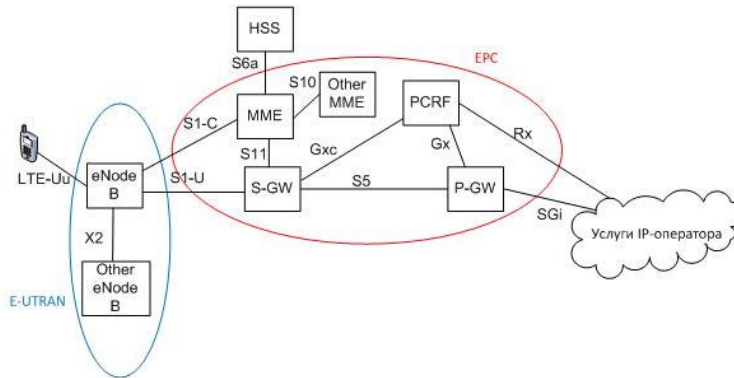 HSS
EPC
S6a
S10
Other
MME
MME
PCRF
S1-C
Rx
Gxc
Gx
S11
LTE-Uu
eNode
B
S1-U
S-GW
S5
P-GW
SGi
X2
Услуги IP-оператора
Other
eNode
B
E-UTRAN